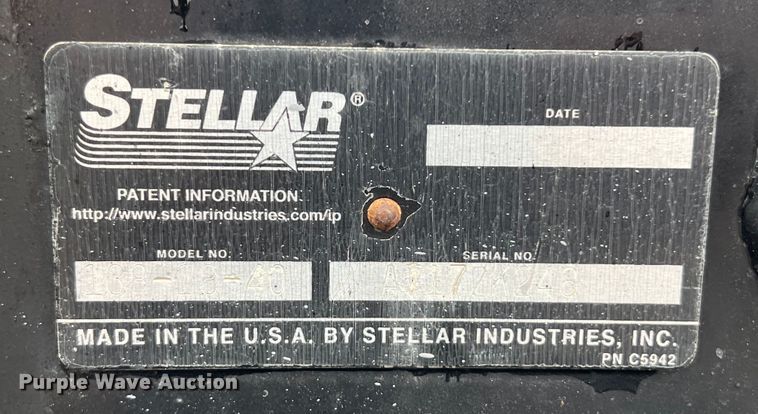 STELLAR®
DATE
PATENT INFORMATION:
http://www.stellarindustries.com/ip
MODEL NO.
SERIAL NO.
MADE IN THE U.S.A. BY STELLAR INDUSTRIES, INC.
PN C5942
Purple Wave Auction